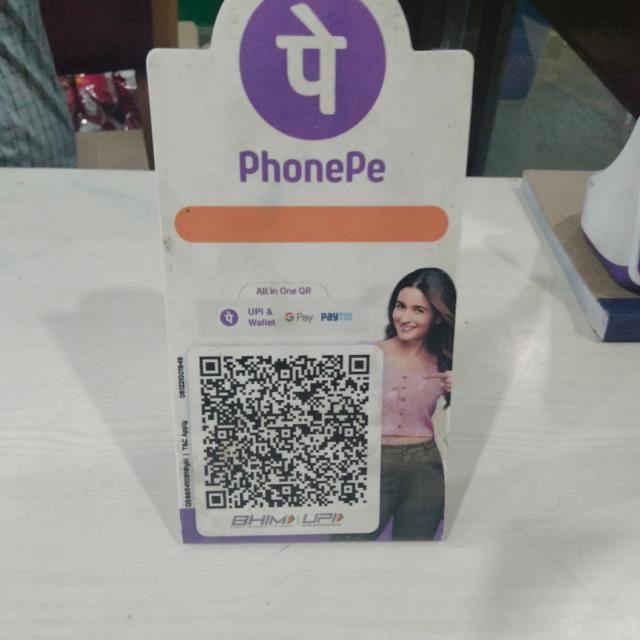 पे
PhonePe
All in One QR
पे UPI &
Wallet
G Pay
paytm
T&C Apply
BHIM UPI